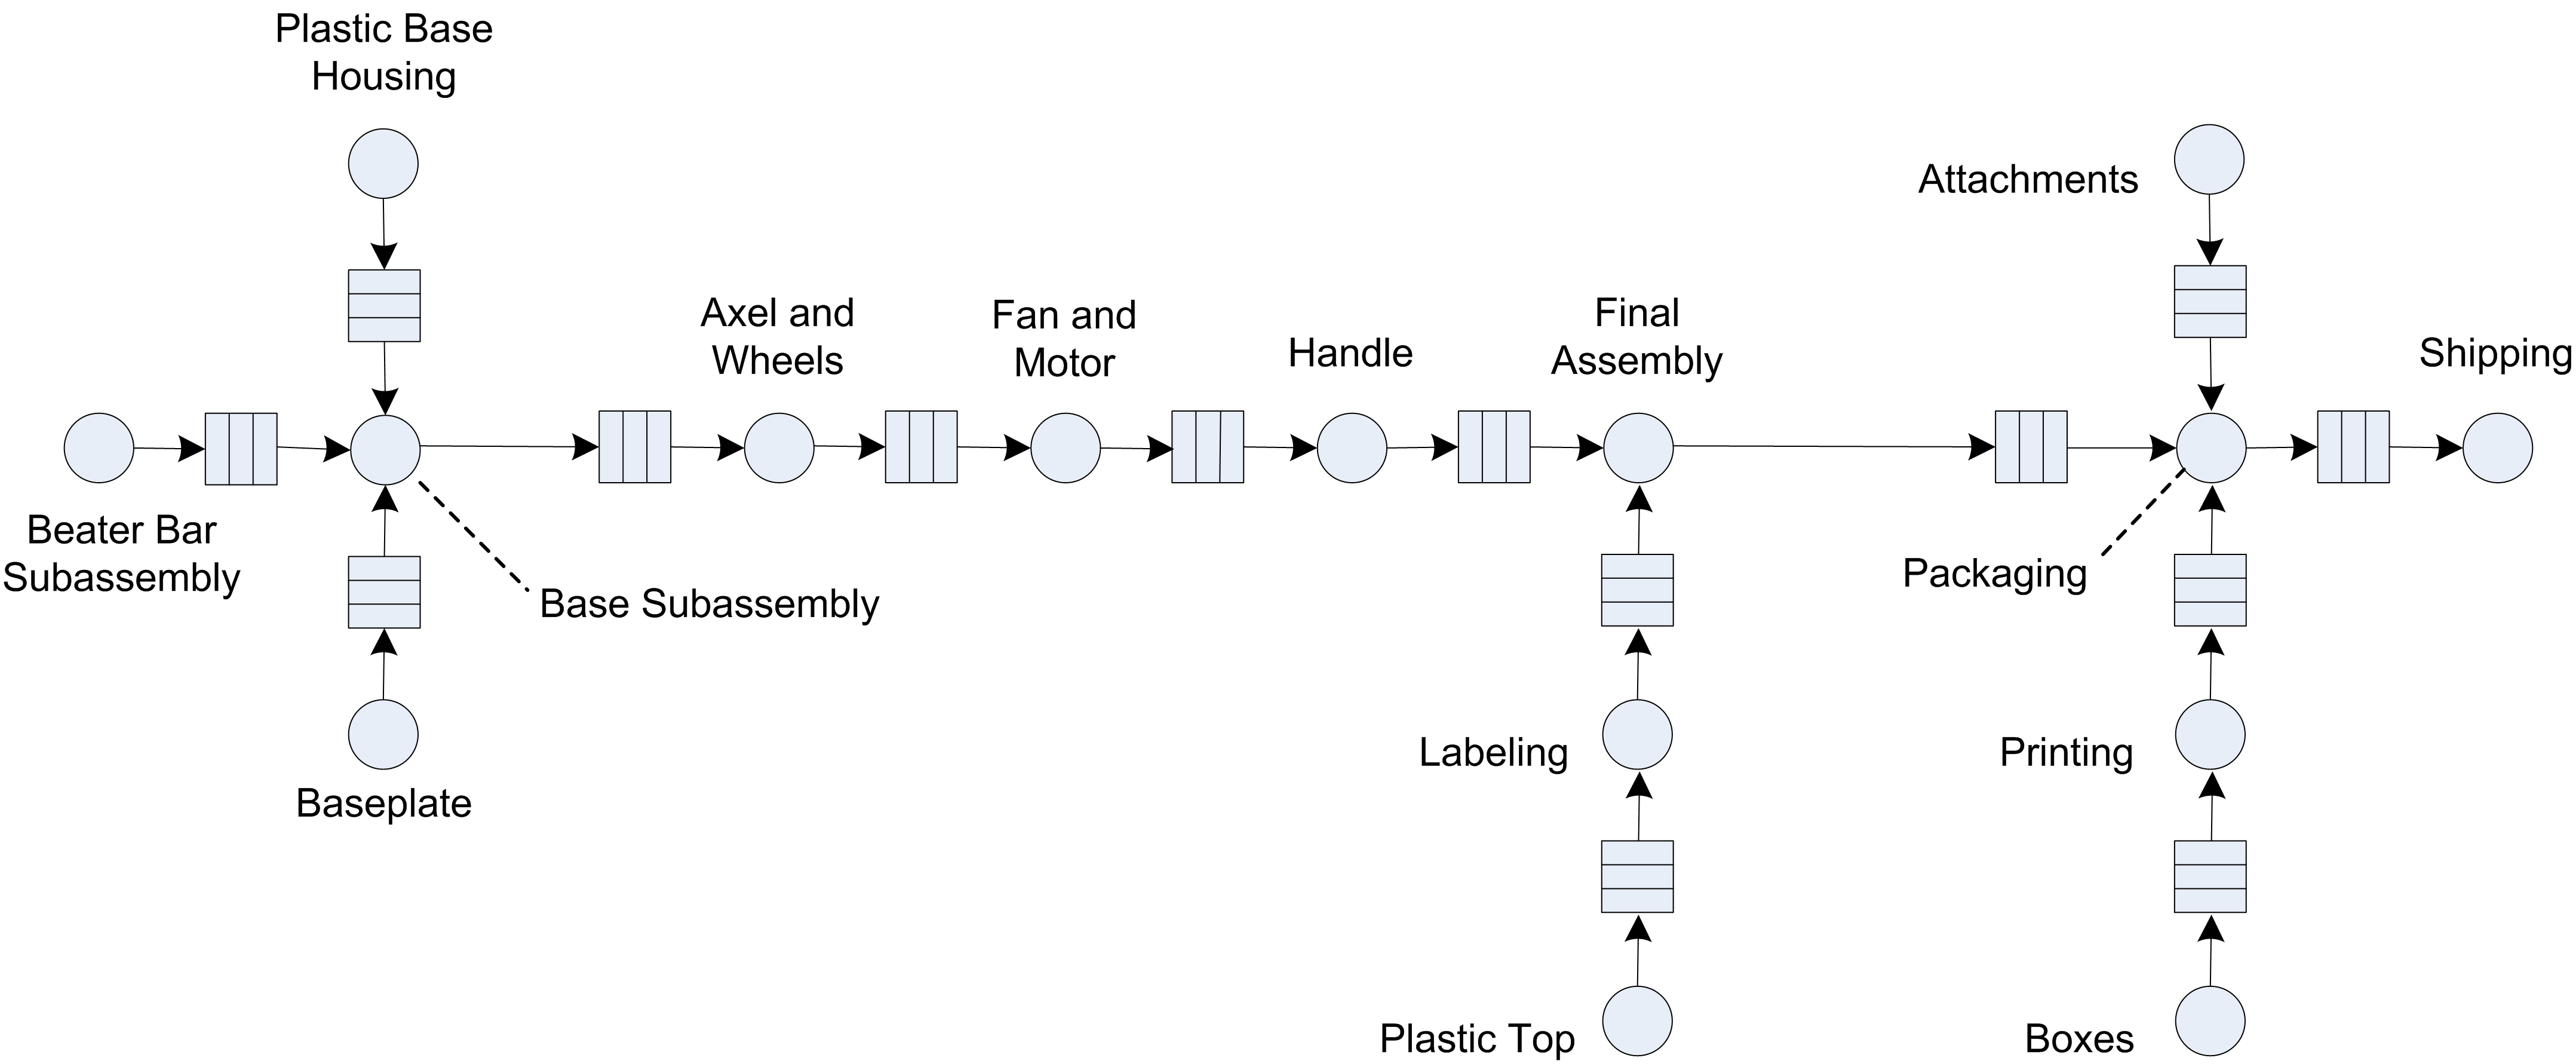 Plastic Base
Housing
Attachments
Axel and
Wheels
Fan and
Motor
Handle
Final
Assembly
Shipping
Beater Bar
Subassembly
Base Subassembly
Packaging
Baseplate
Labeling
Printing
Plastic Top
Boxes